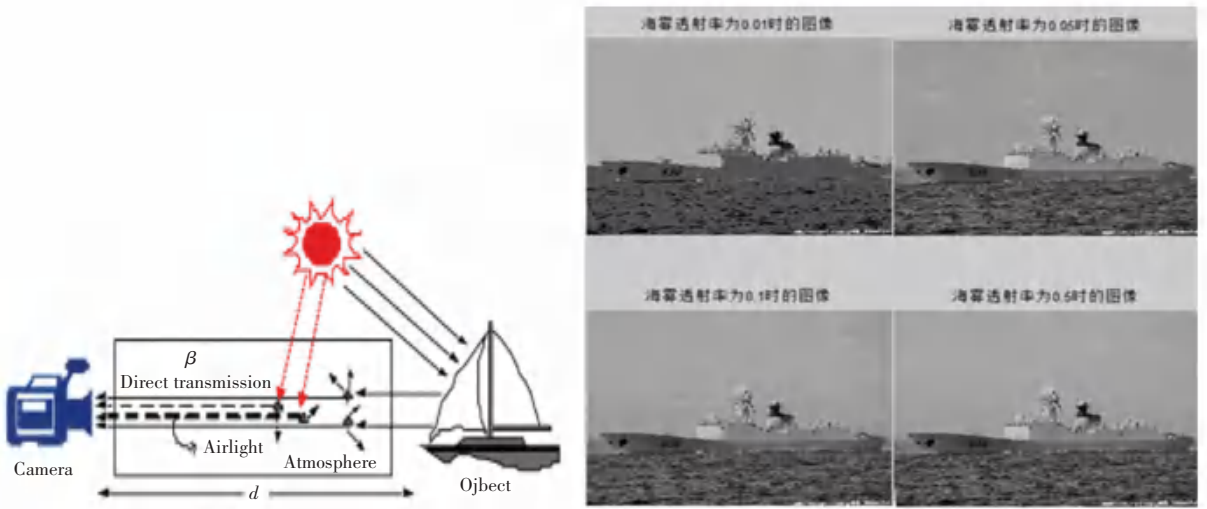 β
Direct transmission
Airlight
Atmosphere
Camera
d
Ojbect
海雾透射率为0.01时的图像
海雾透射率为0.05时的图像
海雾透射率为0.1时的图像
海雾透射率为0.5时的图像